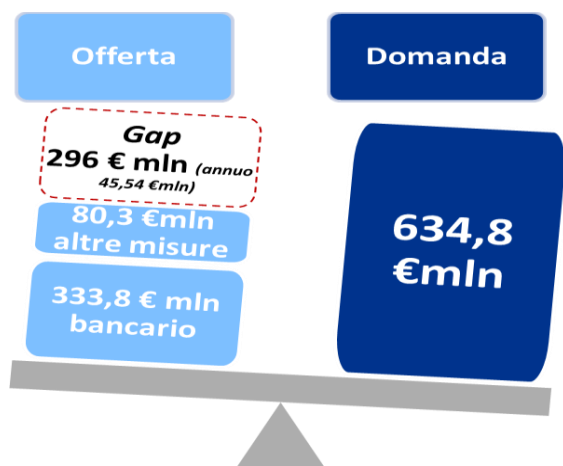 Offerta
Domanda
Gap
296 € mln (annuo
45,54 €mln)
80,3 €mln
altre misure
333,8 € mln
bancario
634,8
€mln